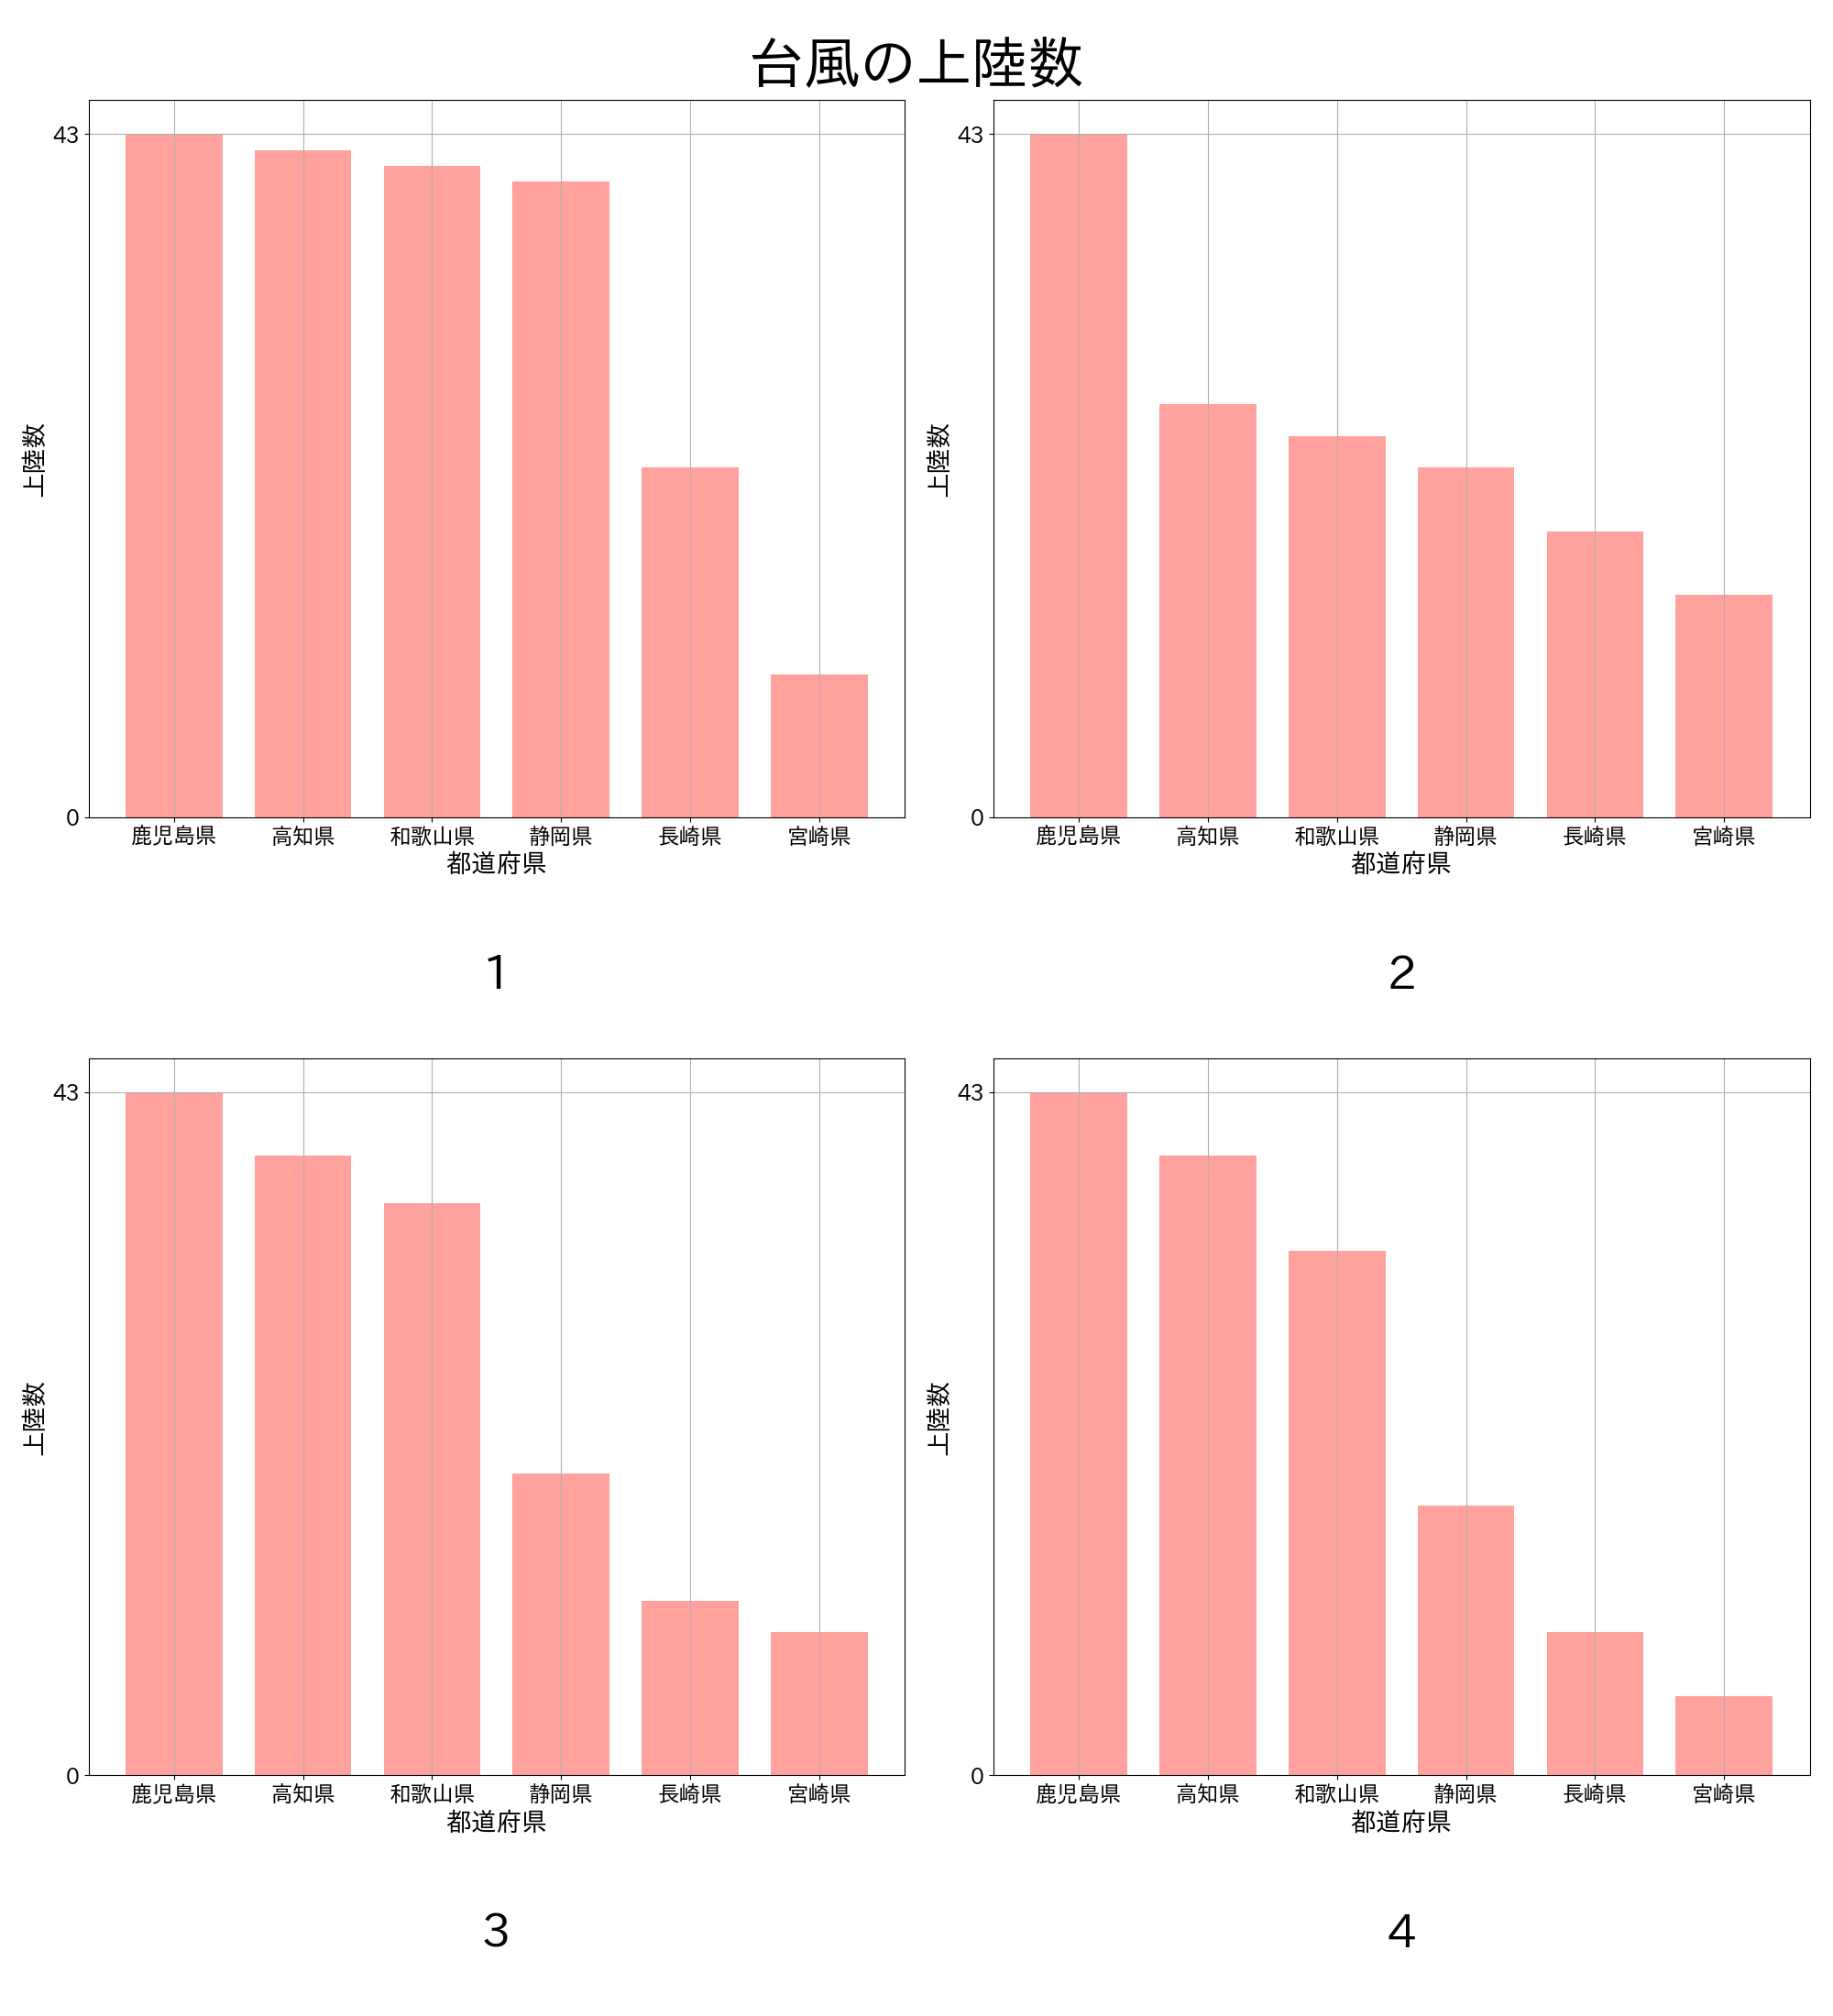 台風の上陸数
43
上陸数
0
鹿児島県 高知県 和歌山県 静岡県 長崎県 宮崎県
都道府県
1
43
上陸数
0
鹿児島県 高知県 和歌山県 静岡県 長崎県 宮崎県
都道府県
2
43
上陸数
0
鹿児島県 高知県 和歌山県 静岡県 長崎県 宮崎県
都道府県
3
43
上陸数
0
鹿児島県 高知県 和歌山県 静岡県 長崎県 宮崎県
都道府県
4